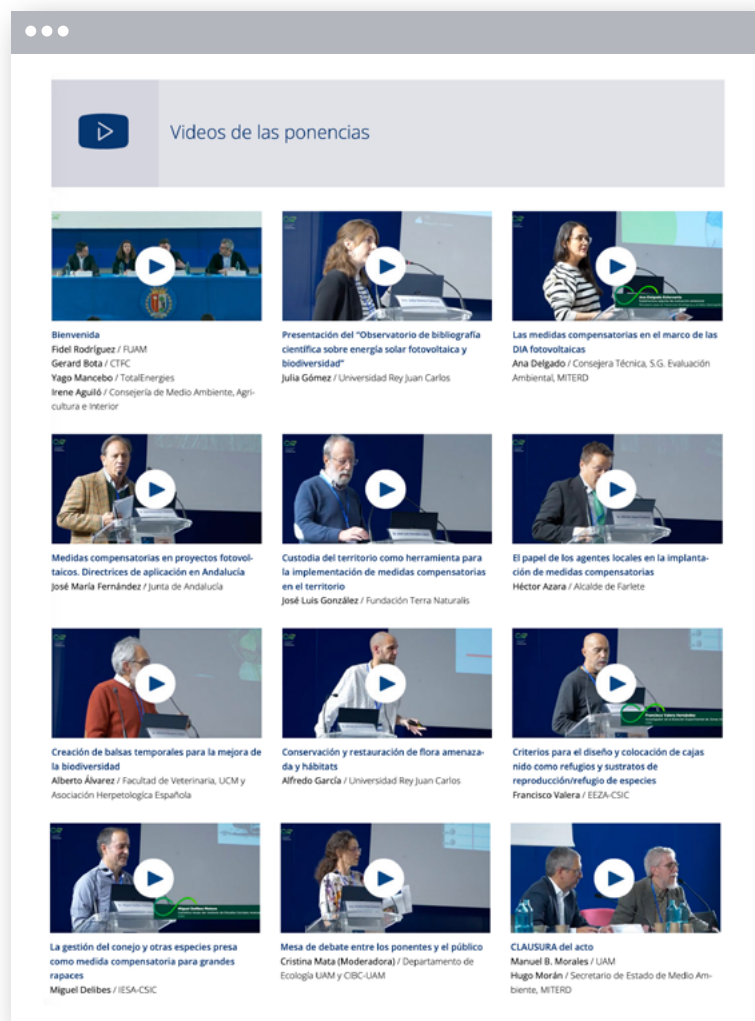 Videos de las ponencias
Bienvenida
Fidel Rodríguez / FUAM
Gerard Bota / CTFC
Yago Mancebo / TotalEnergies
Irene Aguiló / Consejería de Medio Ambiente, Agri-
cultura e Interior
Presentación del "Observatorio de bibliografía
científica sobre energía solar fotovoltaica y
biodiversidad"
Julia Gómez / Universidad Rey Juan Carlos
Ana Delgado Echevarría
Las medidas compensatorias en el marco de las
DIA fotovoltaicas
Ana Delgado / Consejera Técnica, S.G. Evaluación
Ambiental, MITERD
Medidas compensatorias en proyectos fotovol-
taicos. Directrices de aplicación en Andalucía
José María Fernández / Junta de Andalucía
Custodia del territorio como herramienta para
la implementación de medidas compensatorias
en el territorio
José Luis González / Fundación Terra Naturalis
El papel de los agentes locales en la implanta-
ción de medidas compensatorias
Héctor Azara / Alcalde de Farlete
Creación de balsas temporales para la mejora de
la biodiversidad
Alberto Álvarez / Facultad de Veterinaria, UCM y
Asociación Herpetologíca Española
Conservación y restauración de flora amenaza-
da y hábitats
Alfredo García / Universidad Rey Juan Carlos
Francisco Valera Hernández
Criterios para el diseño y colocación de cajas
nido como refugios y sustratos de
reproducción/refugio de especies
Francisco Valera / EEZA-CSIC
La gestión del conejo y otras especies presa
como medida compensatoria para grandes
rapaces
Miguel Delibes / IESA-CSIC
Mesa de debate entre los ponentes y el público
Cristina Mata (Moderadora) / Departamento de
Ecología UAM y CIBC-UAM
CLAUSURA del acto
Manuel B. Morales / UAM
Hugo Morán / Secretario de Estado de Medio Am-
biente, MITERD